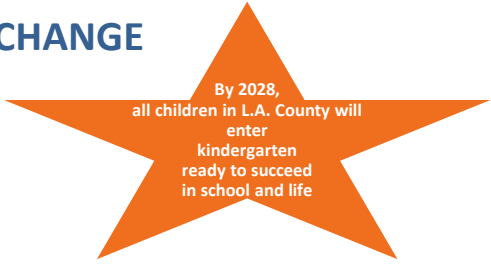 CHANGE
By 2028,
all children in L.A. County will
enter
kindergarten
ready to succeed
in school and life